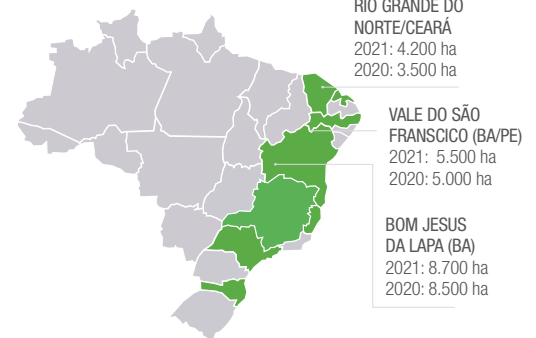 RIO GRANDE DO
NORTE/CEARÁ
2021: 4.200 ha
2020: 3.500 ha
VALE DO SÃO
FRANSCICO (BA/PE)
2021: 5.500 ha
2020: 5.000 ha
BOM JESUS
DA LAPA (BA)
2021: 8.700 ha
2020: 8.500 ha